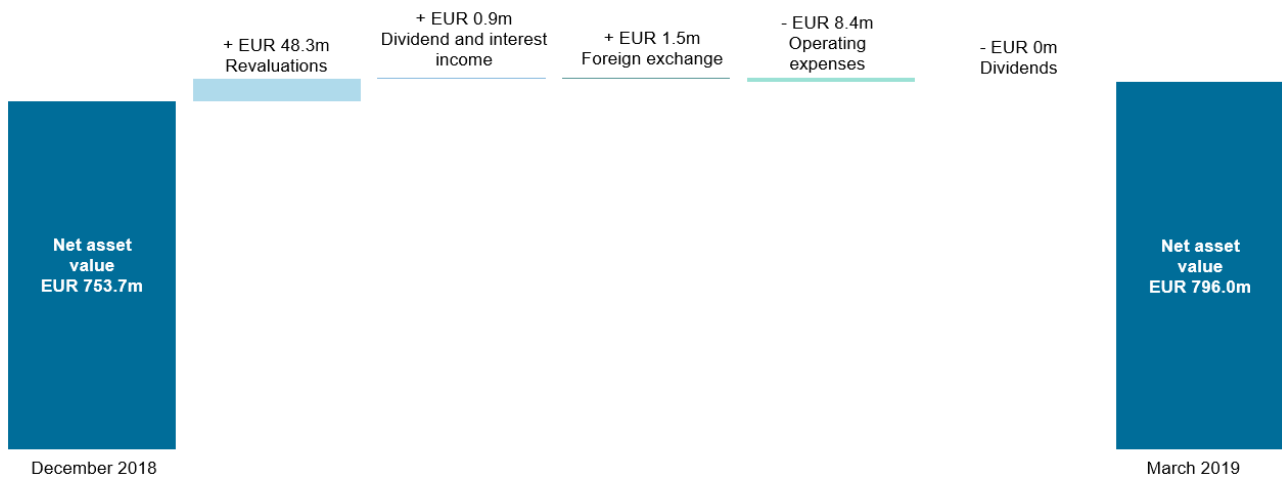 + EUR 48.3m
Revaluations
+ EUR 0.9m
Dividend and interest
income
+ EUR 1.5m
Foreign exchange
- EUR 8.4m
Operating
expenses
- EUR 0m
Dividends
Net asset
value
EUR 753.7m
Net asset
value
EUR 796.0m
December 2018
March 2019